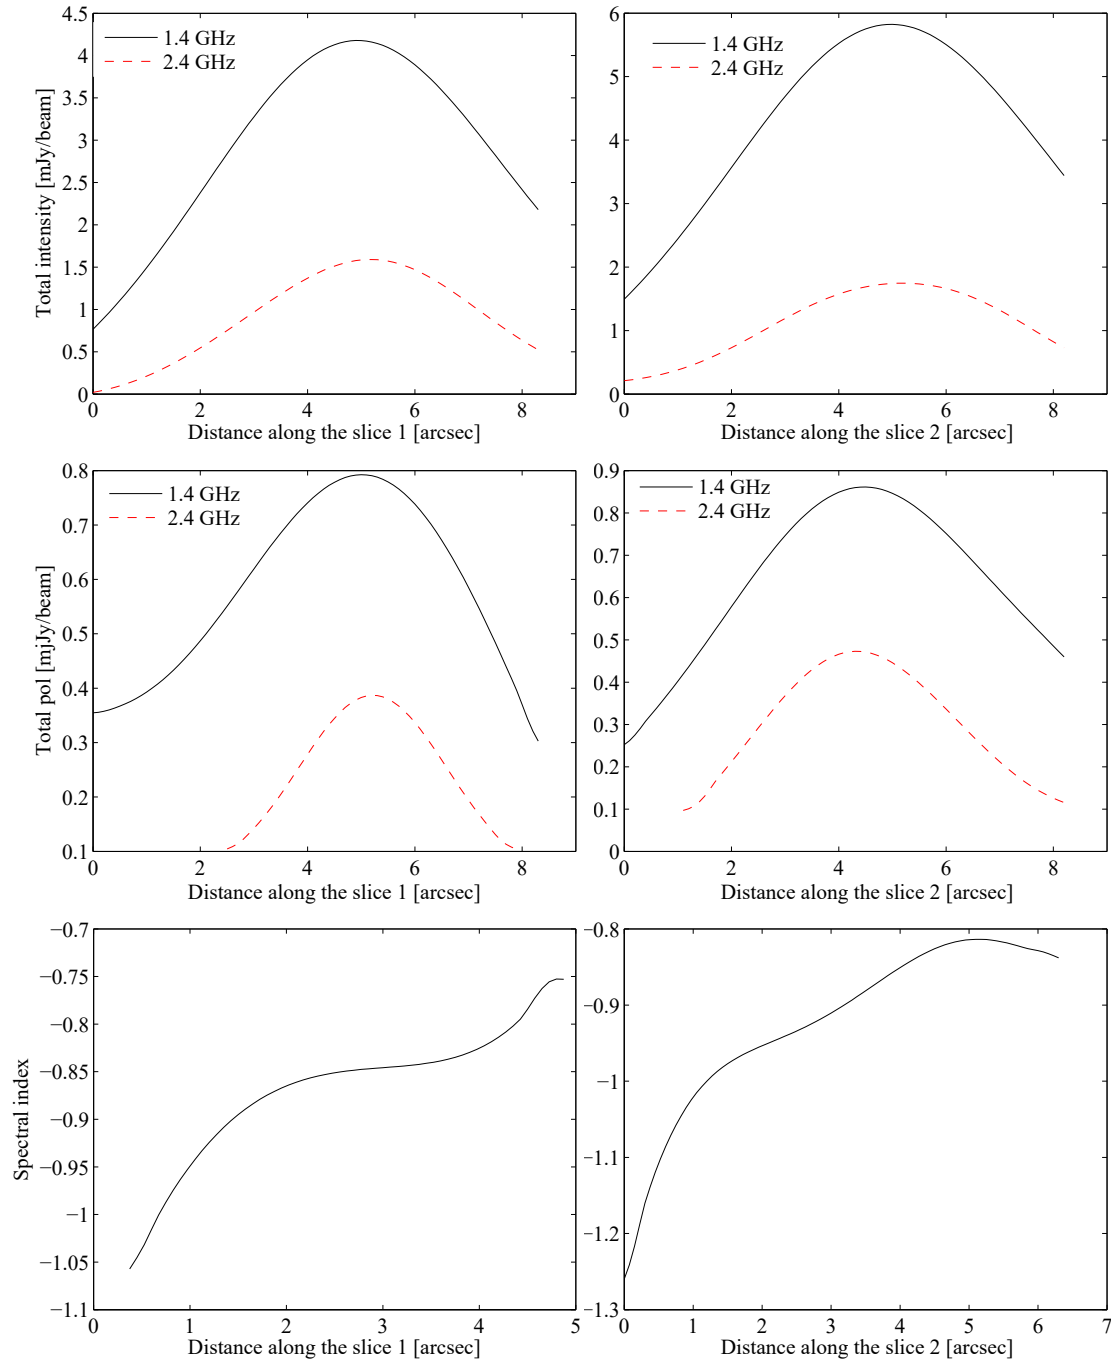 4.5
4
3.5
3
2.5
2
1.5
1
0.5
0
Total intensity [mJy/beam]
1.4 GHz
2.4 GHz
0 2 4 6 8
Distance along the slice 1 [arcsec]
6
5
4
3
2
1
0
1.4 GHz
2.4 GHz
0 2 4 6 8
Distance along the slice 2 [arcsec]
0.8
0.7
0.6
0.5
0.4
0.3
0.2
0.1
Total pol [mjJy/beam]
1.4 GHz
2.4 GHz
0 2 4 6 8
Distance along the slice 1 [arcsec]
0.9
0.8
0.7
0.6
0.5
0.4
0.3
0.2
0.1
0
1.4 GHz
2.4 GHz
0 2 4 6 8
Distance along the slice 2 [arcsec]
−0.7
−0.75
−0.8
−0.85
−0.9
−0.95
−1
−1.05
−1.1
Spectral index
0 1 2 3 4 5
Distance along the slice 1 [arcsec]
−0.8
−0.9
−1
−1.1
−1.2
−1.3
0 1 2 3 4 5 6 7
Distance along the slice 2 [arcsec]